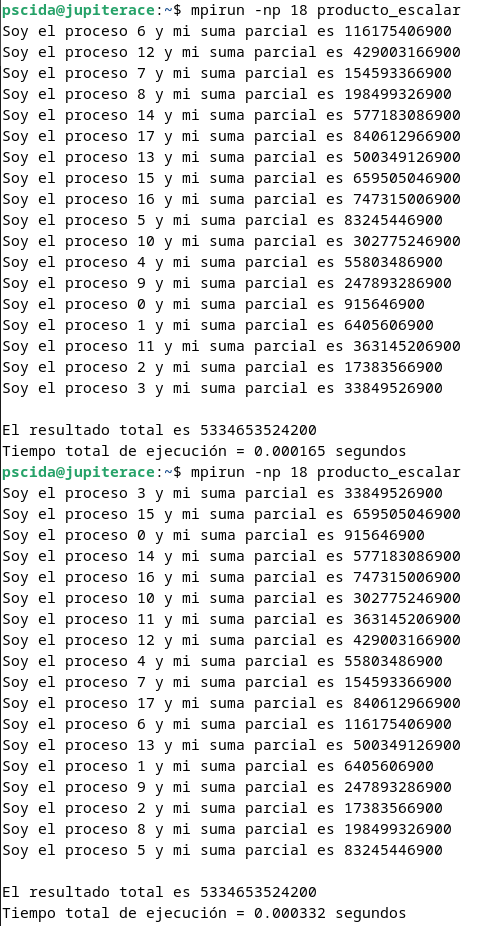 pscida@jupiterace:~$ mpirun -np 18 producto_escalar
Soy el proceso 6 y mi suma parcial es 116175406900
Soy el proceso 12 y mi suma parcial es 429003166900
Soy el proceso 7 y mi suma parcial es 154593366900
Soy el proceso 8 y mi suma parcial es 198499326900
Soy el proceso 14 y mi suma parcial es 577183086900
Soy el proceso 17 y mi suma parcial es 840612966900
Soy el proceso 13 y mi suma parcial es 500349126900
Soy el proceso 15 y mi suma parcial es 659505046900
Soy el proceso 16 y mi suma parcial es 747315006900
Soy el proceso 5 y mi suma parcial es 83245446900
Soy el proceso 10 y mi suma parcial es 302775246900
Soy el proceso 4 y mi suma parcial es 55803486900
Soy el proceso 9 y mi suma parcial es 247893286900
Soy el proceso 0 y mi suma parcial es 915646900
Soy el proceso 1 y mi suma parcial es 6405606900
Soy el proceso 11 y mi suma parcial es 363145206900
Soy el proceso 2 y mi suma parcial es 17383566900
Soy el proceso 3 y mi suma parcial es 33849526900
El resultado total es 5334653524200
Tiempo total de ejecución = 0.000165 segundos
pscida@jupiterace:~$ mpirun -np 18 producto_escalar
Soy el proceso 3 y mi suma parcial es 33849526900
Soy el proceso 15 y mi suma parcial es 659505046900
Soy el proceso 0 y mi suma parcial es 915646900
Soy el proceso 14 y mi suma parcial es 577183086900
Soy el proceso 16 y mi suma parcial es 747315006900
Soy el proceso 10 y mi suma parcial es 302775246900
Soy el proceso 11 y mi suma parcial es 363145206900
Soy el proceso 12 y mi suma parcial es 429003166900
Soy el proceso 4 y mi suma parcial es 55803486900
Soy el proceso 7 y mi suma parcial es 154593366900
Soy el proceso 17 y mi suma parcial es 840612966900
Soy el proceso 6 y mi suma parcial es 116175406900
Soy el proceso 13 y mi suma parcial es 500349126900
Soy el proceso 1 y mi suma parcial es 6405606900
Soy el proceso 9 y mi suma parcial es 247893286900
Soy el proceso 2 y mi suma parcial es 17383566900
Soy el proceso 8 y mi suma parcial es 198499326900
Soy el proceso 5 y mi suma parcial es 83245446900
El resultado total es 5334653524200
Tiempo total de ejecución = 0.000332 segundos